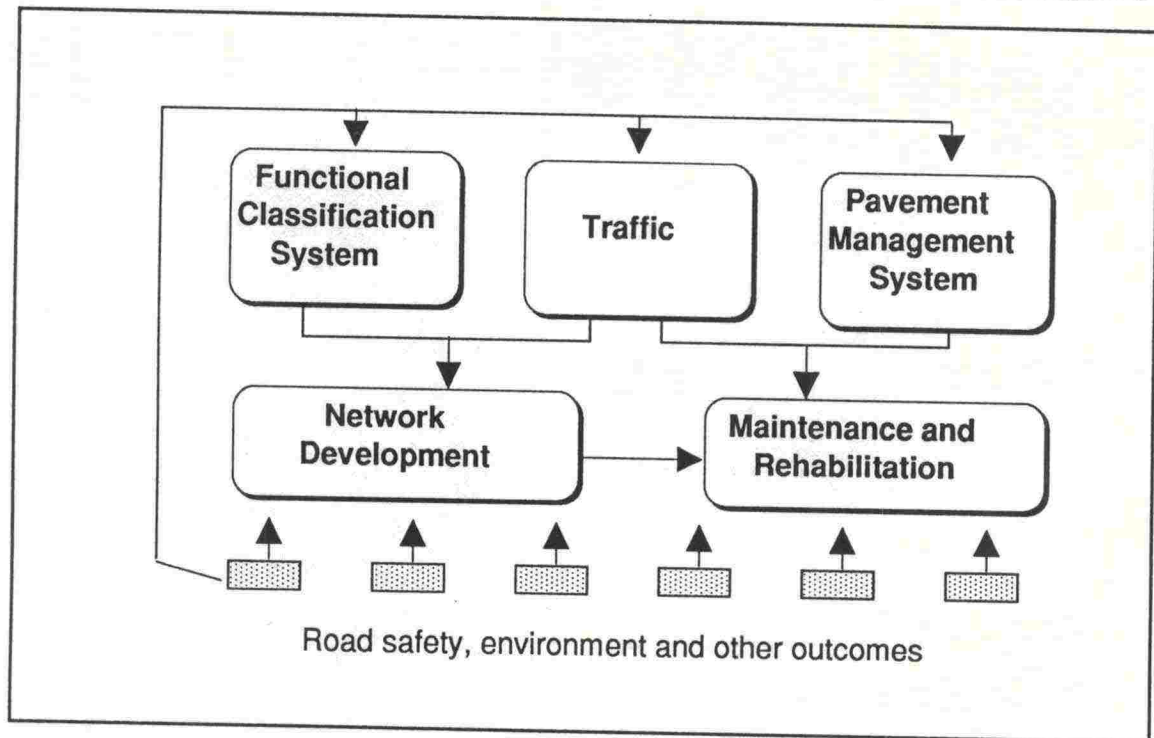 Functional
Classification
System
Traffic
Pavement
Management
System
Network
Development
Maintenance and
Rehabilitation
Road safety, environment and other outcomes